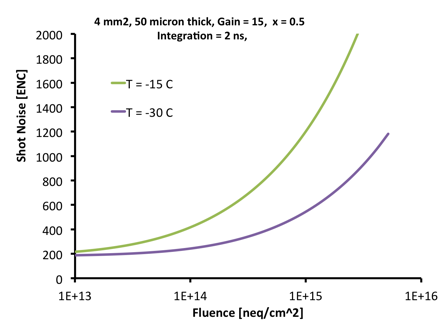 4 mm2, 50 micron thick, Gain = 15, x = 0.5
Integration = 2 ns,
Shot Noise [ENC]
2000
1800
1600
1400
1200
1000
800
600
400
200
0
T = -15 C
T = -30 C
1E+13
1E+14
1E+15
1E+16
Fluence [neq/cm^2]